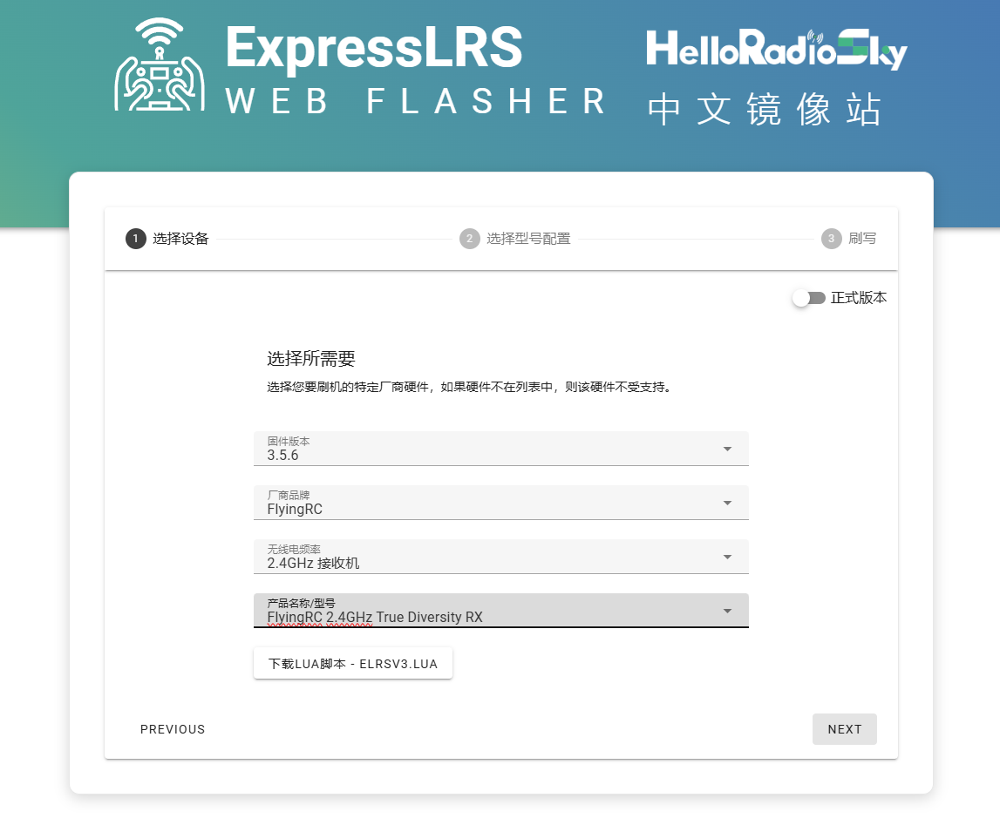 ExpressLRS
WEB FLASHER
HelloRadioSky
中文镜像站
1 选择设备
2 选择型号配置
3 刷写
正式版本
选择所需要
选择您要刷机的特定厂商硬件，如果硬件不在列表中，则该硬件不受支持。
固件版本
3.5.6
厂商品牌
FlyingRC
无线电频率
2.4GHz 接收机
产品名称/型号
FlyingRC 2.4GHz True Diversity RX
下载LUA脚本 - ELRSV3.LUA
PREVIOUS
NEXT